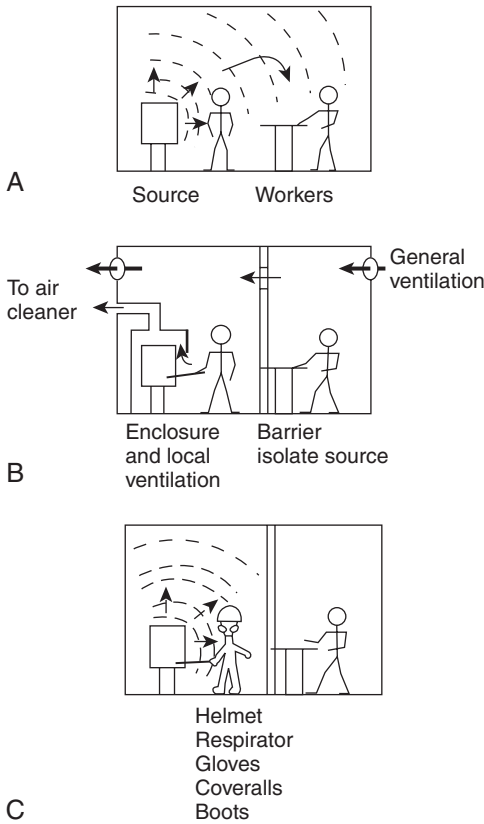 A
Source
Workers
To air
cleaner
General
ventilation
Enclosure
and local
ventilation
Barrier
isolate source
B
Helmet
Respirator
Gloves
Coveralls
Boots
C